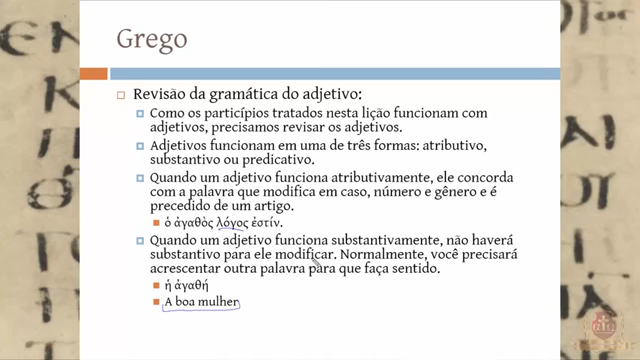 Grego
Revisão da gramática do adjetivo:
Como os particípios tratados nesta lição funcionam com
adjetivos, precisamos revisar os adjetivos.
Adjetivos funcionam em uma de três formas: atributivo,
substantivo ou predicativo.
Quando um adjetivo funciona atributivamente, ele concorda
com a palavra que modifica em caso, número e gênero e é
precedido de um artigo.
ὁ ἀγαθὸς λόγος ἐστίν.
Quando um adjetivo funciona substantivamente, não haverá
substantivo para ele modificar. Normalmente, você precisará
acrescentar outra palavra para que faça sentido.
ἡ ἀγαθή
A boa mulher